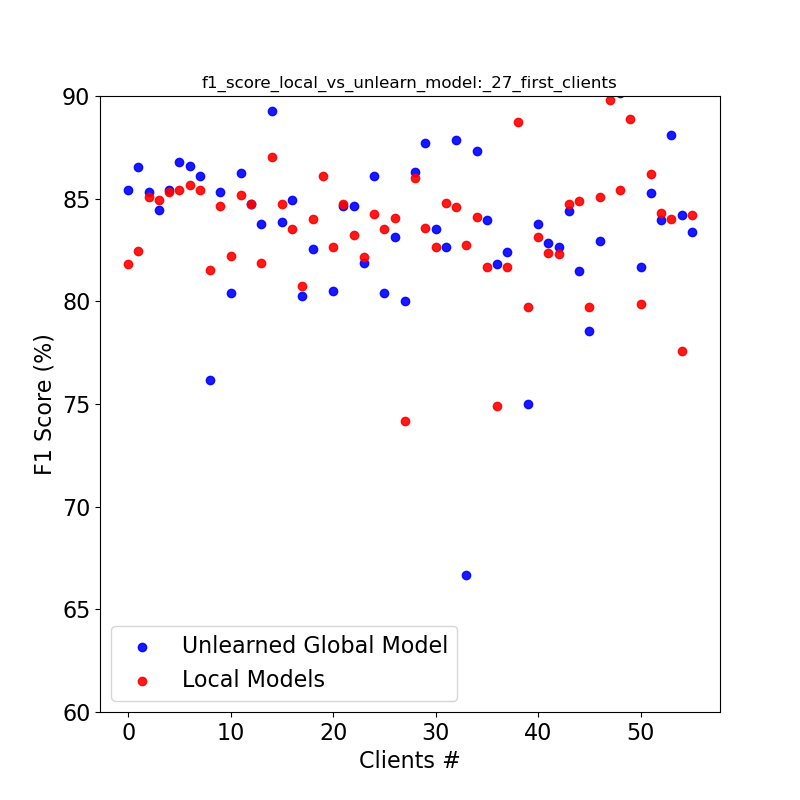 f1_score_local_vs_unlearn_model:_27_first_clients
90
85
80
75
70
65
60
F1 Score (%)
Unlearned Global Model
Local Models
0 10 20 30 40 50
Clients #